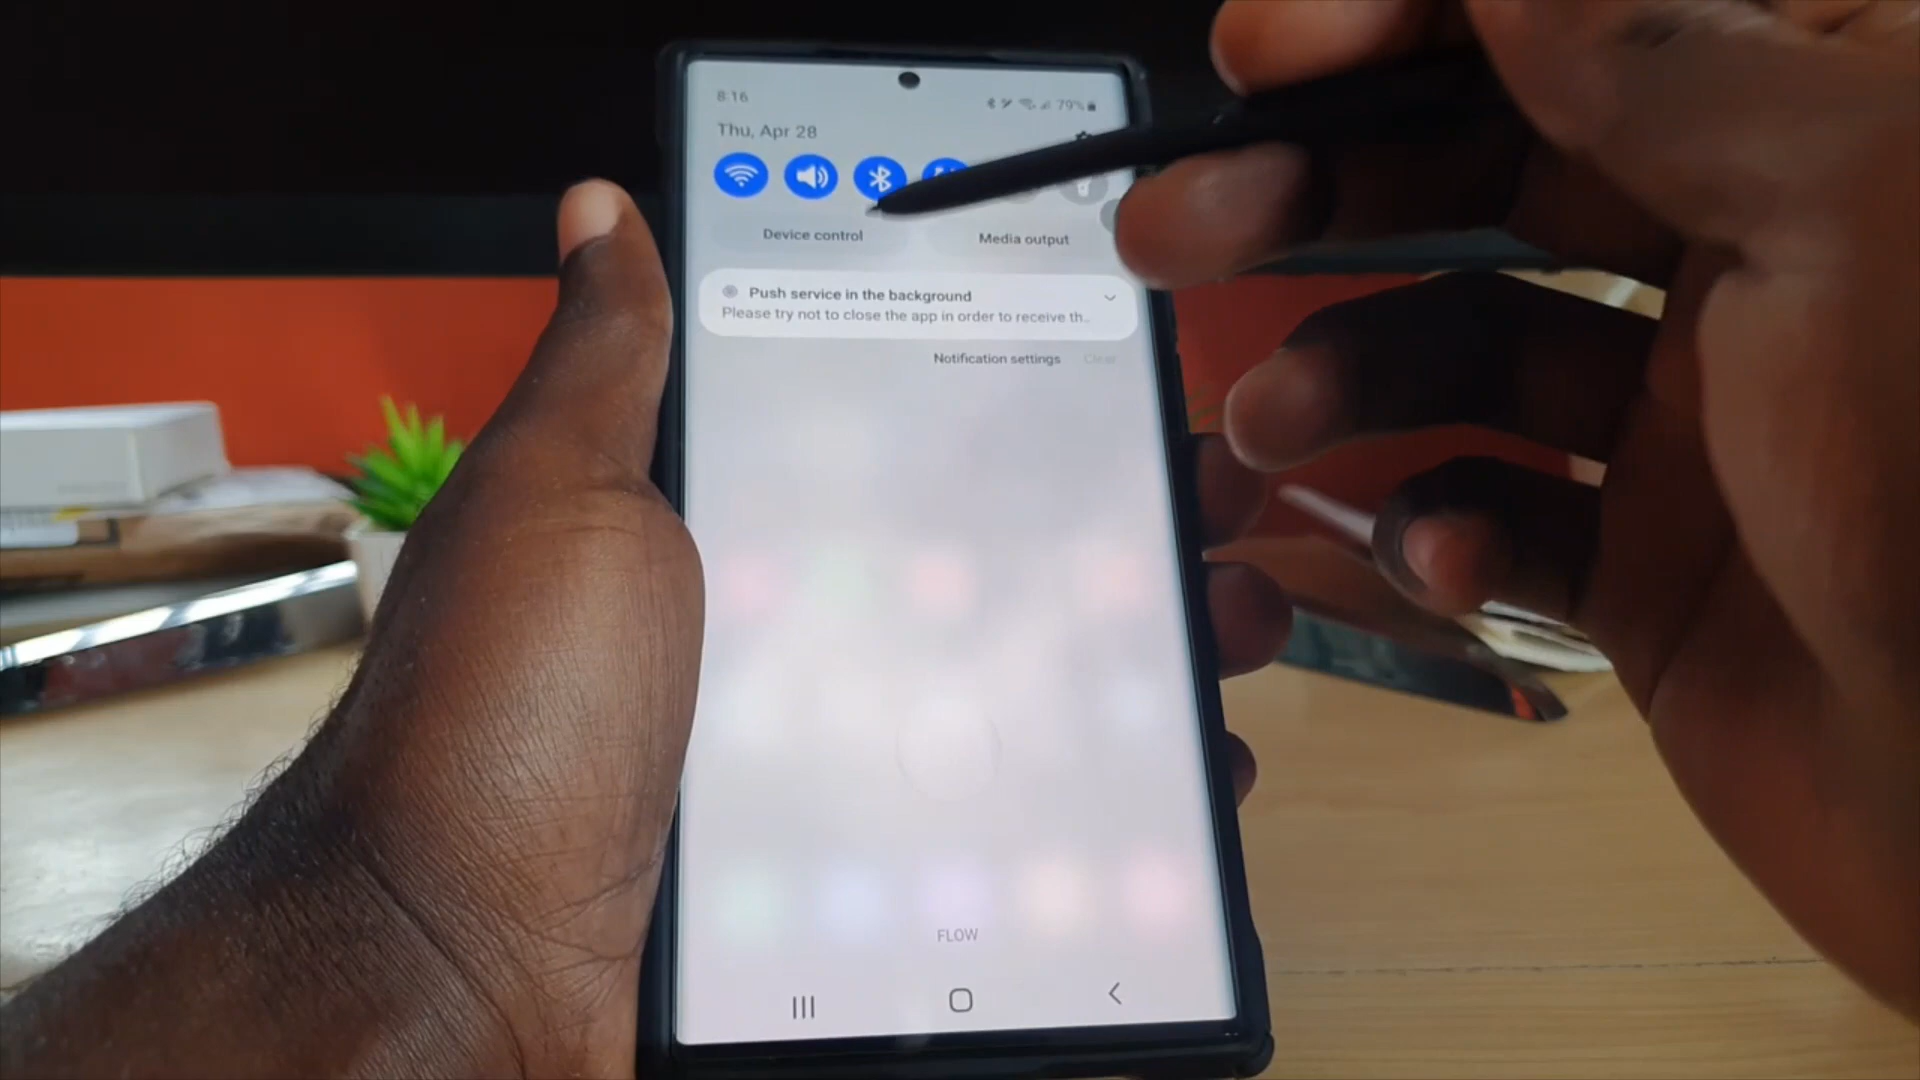 8:16
79%
Thu, Apr 28
Device control
Media output
Push service in the background
Please try not to close the app in order to receive th..
Notification settings
Clear
FLOW